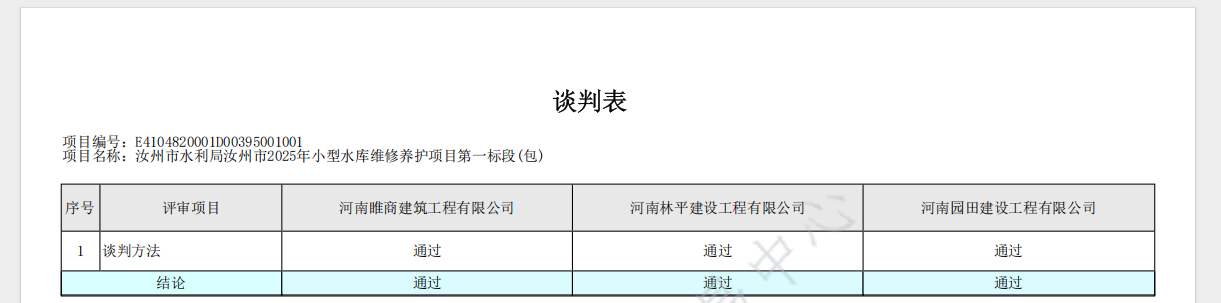 谈判表
项目编号：E4104820001D00395001001
项目名称：汝州市水利局汝州市2025年小型水库维修养护项目第一标段(包)
序号 评审项目 河南睢商建筑工程有限公司 河南林平建设工程有限公司 河南园田建设工程有限公司
1 谈判方法 通过 通过 通过
结论 通过 通过 通过
中心